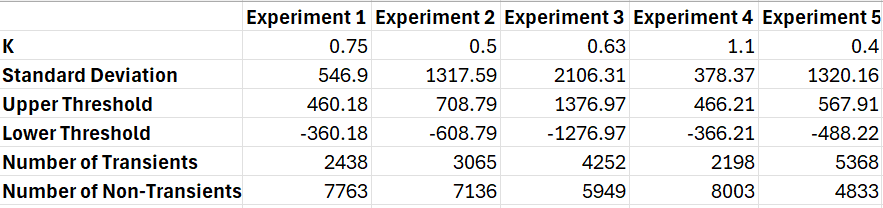 Experiment 1 Experiment 2 Experiment 3 Experiment 4 Experiment 5
K 0.75 0.5 0.63 1.1 0.4
Standard Deviation 546.9 1317.59 2106.31 378.37 1320.16
Upper Threshold 460.18 708.79 1376.97 466.21 567.91
Lower Threshold -360.18 -608.79 -1276.97 -366.21 -488.22
Number of Transients 2438 3065 4252 2198 5368
Number of Non-Transients 7763 7136 5949 8003 4833